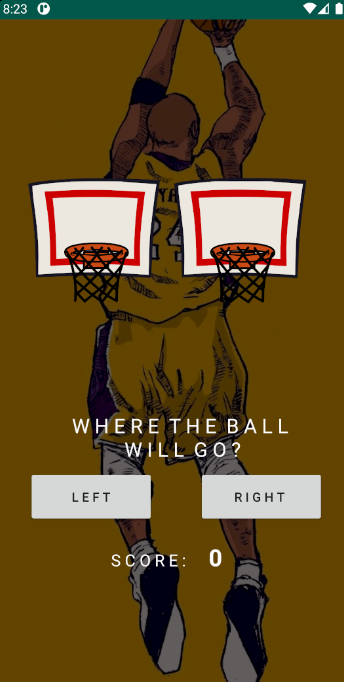 8:23
WHERE THE BALL
WILL GO?
LEFT RIGHT
SCORE: 0